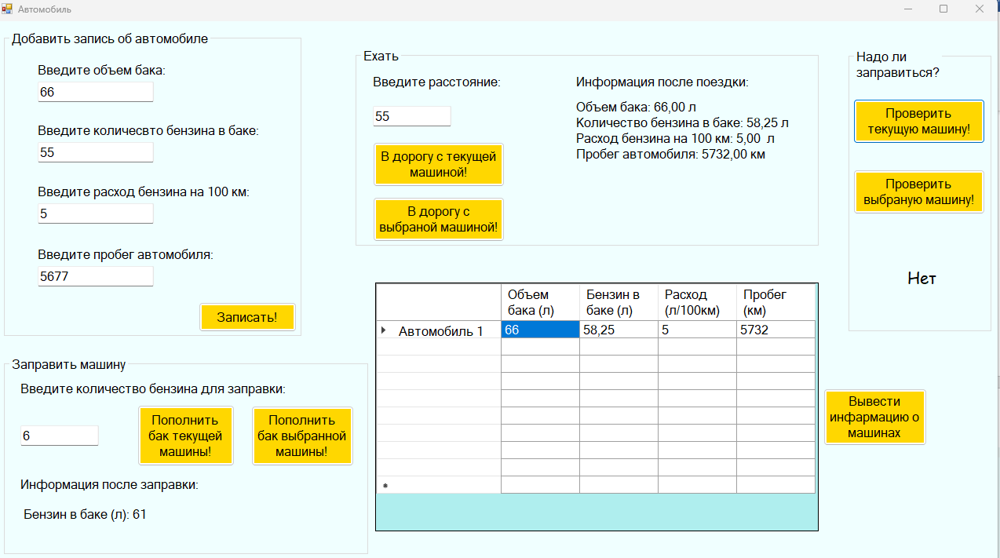 Автомобиль
Добавить запись об автомобиле
Введите объем бака:
66
Введите количесвто бензина в баке:
55
Введите расход бензина на 100 км:
5
Введите пробег автомобиля:
5677
Записать!
Ехать
Введите расстояние:
55
В дорогу с текущей
машиной!
В дорогу с
выбраной машиной!
Информация после поездки:
Объем бака: 66,00 л
Количество бензина в баке: 58,25 л
Расход бензина на 100 км: 5,00 л
Пробег автомобиля: 5732,00 км
Надо ли
заправиться?
Проверить
текущую машину!
Проверить
выбраную машину!
Нет
Заправить машину
Введите количество бензина для заправки:
6
Пополнить
бак текущей
машины!
Пополнить
бак выбранной
машины!
Информация после заправки:
Бензин в баке (л): 61
Объем
бака (л)
Бензин в
баке (л)
Расход
(л/100км)
Пробег
(км)
Автомобиль 1 66 58,25 5 5732
Вывести
инфармацию о
машинах